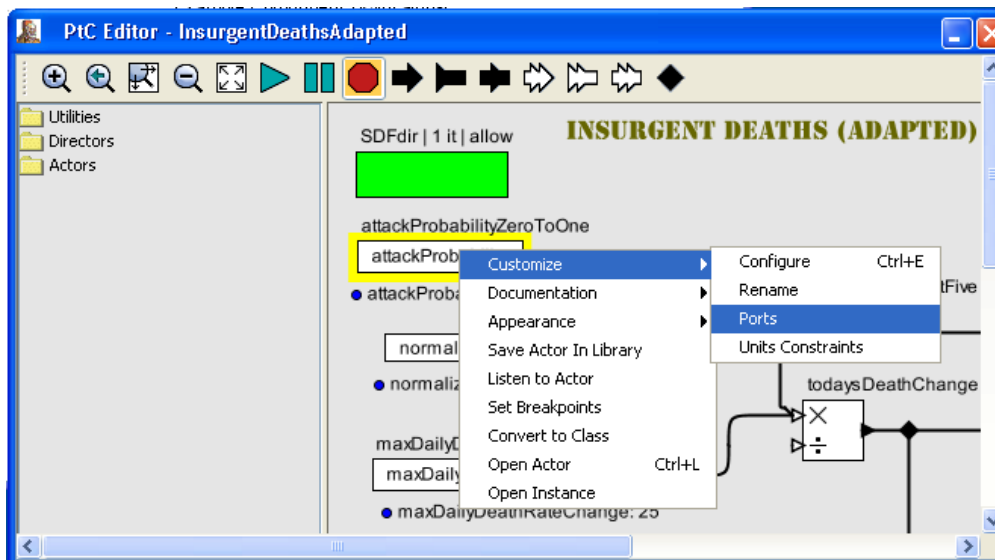 PtC Editor - InsurgentDeathsAdapted
Utilities
Directors
Actors
SDFdir | 1 it | allow
INSURGENT DEATHS (ADAPTED)
attackProbabilityZeroToOne
attackProb
attackProba
Customize
Documentation
Appearance
Save Actor In Library
Listen to Actor
Set Breakpoints
Convert to Class
Open Actor Ctrl+L
Open Instance
Configure Ctrl+E
Rename
Ports
Units Constraints
tFive
normal
normaliz
todaysDeathChange
maxDailyD
maxDaily
maxDailyDeathRateChange: 25